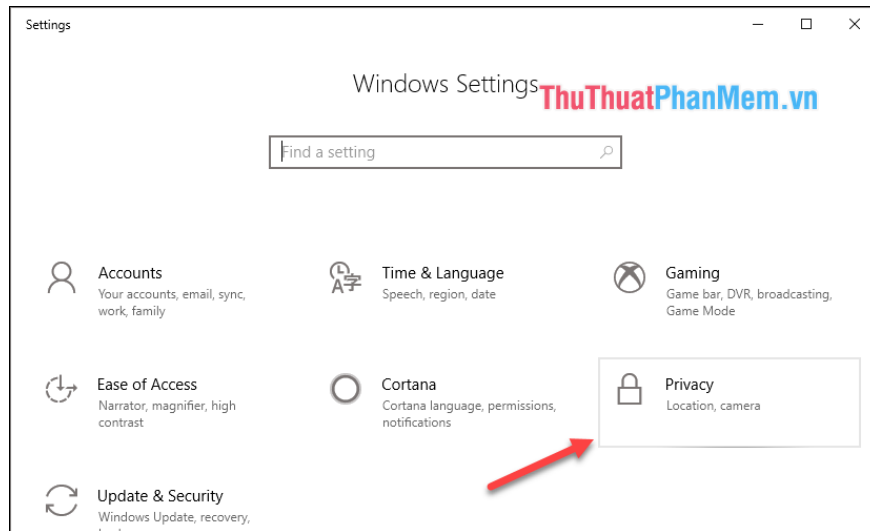 Settings
Windows Settings
ThuThuatPhanMem.vn
Find a setting
Accounts
Your accounts, email, sync,
work, family
Time & Language
Speech, region, date
Gaming
Game bar, DVR, broadcasting,
Game Mode
Ease of Access
Narrator, magnifier, high
contrast
Cortana
Cortana language, permissions,
notifications
Privacy
Location, camera
Update & Security
Windows Update, recovery,